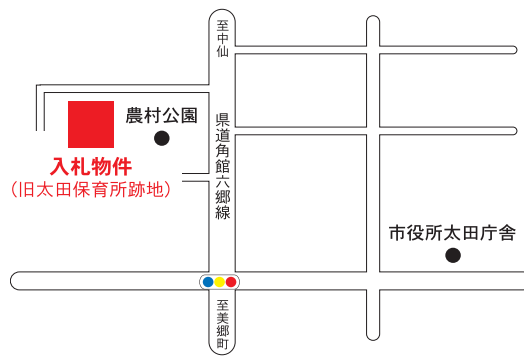 至中仙
農村公園
県道角館六郷線
入札物件
（旧太田保育所跡地）
市役所太田庁舎
至美郷町